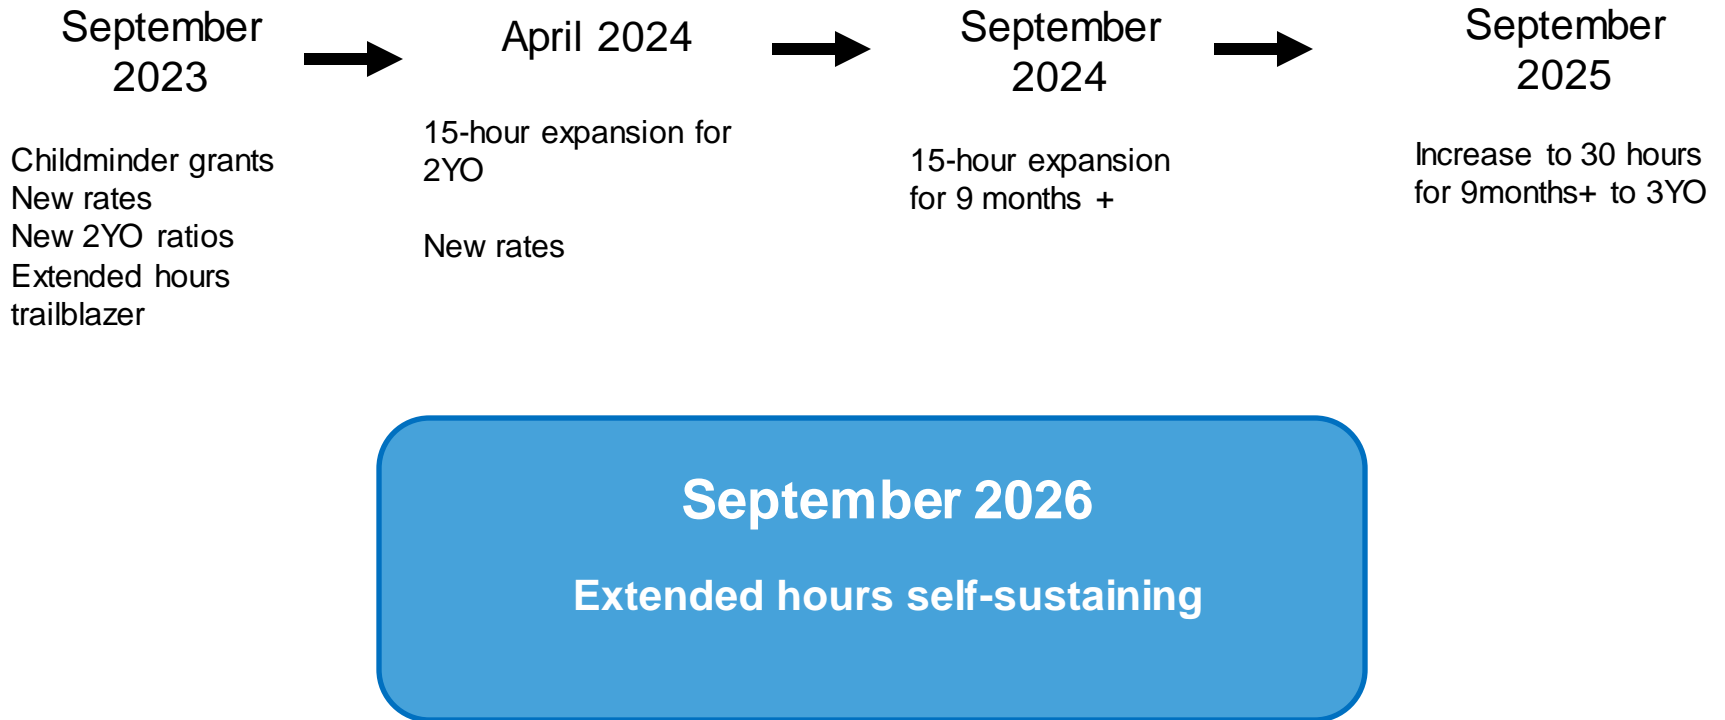 September
2023
Childminder grants
New rates
New 2YO ratios
Extended hours
trailblazer
April 2024
15-hour expansion for
2YO
New rates
September
2024
15-hour expansion
for 9 months +
September
2025
Increase to 30 hours
for 9months+ to 3YO
September 2026
Extended hours self-sustaining